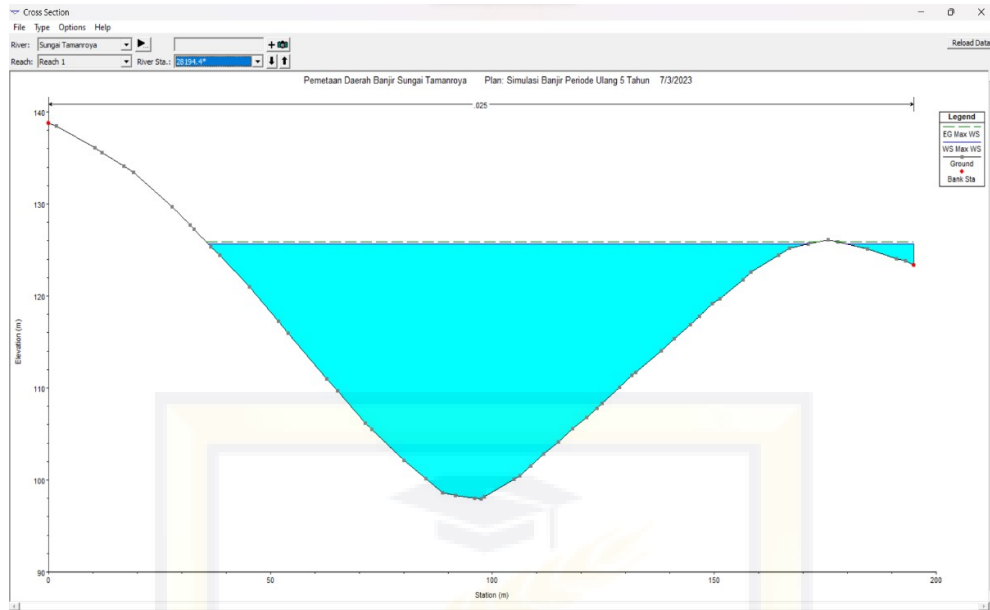 Cross Section
File Type Options Help
River: Sungai Tamanroya
Reload Data
Reach: Reach 1 River Sta.: 28194.4*
Pemetaan Daerah Banjir Sungai Tamanroya Plan: Simulasi Banjir Periode Ulang 5 Tahun 7/3/2023
.025
Legend
EG Max WS
WS Max WS
Ground
Bank Sta
140
130
120
110
100
90
Elevation (m)
0 50 100 150 200
Station (m)